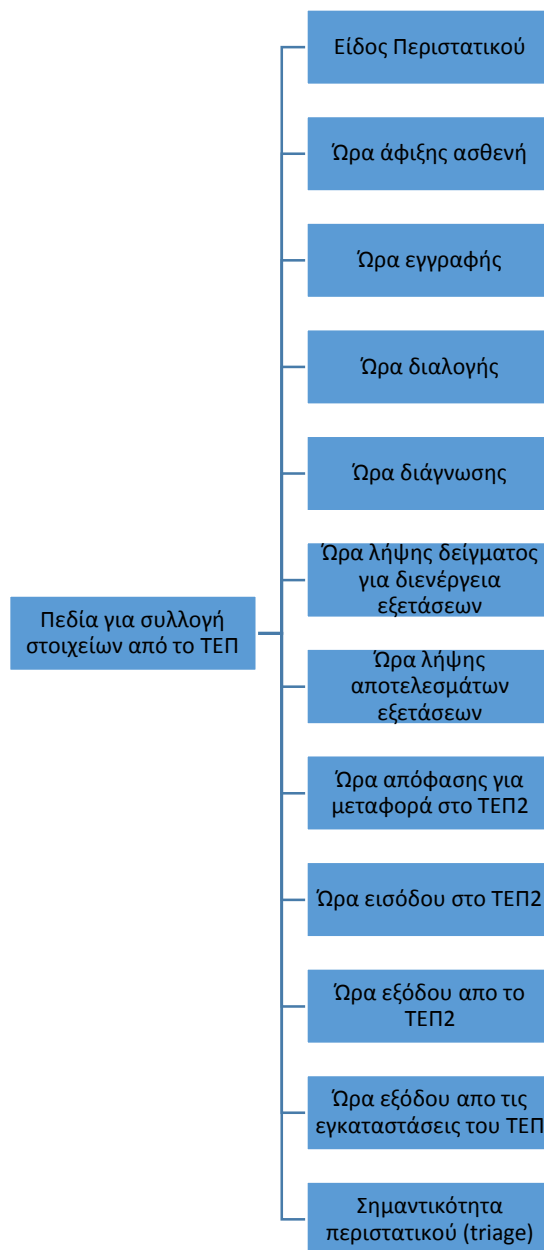 Είδος Περιστατικού
Ώρα άφιξης ασθενή
Ώρα εγγραφής
Ώρα διαλογής
Ώρα διάγνωσης
Ώρα λήψης δείγματος
για διενέργεια
εξετάσεων
Πεδία για συλλογή
στοιχείων από το ΤΕΠ
Ώρα λήψης
αποτελεσμάτων
εξετάσεων
Ώρα απόφασης για
μεταφορά στο ΤΕΠ2
Ώρα εισόδου στο ΤΕΠ2
Ώρα εξόδου απο το
ΤΕΠ2
Ώρα εξόδου απο τις
εγκαταστάσεις του ΤΕΠ
Σημαντικότητα
περιστατικού (triage)